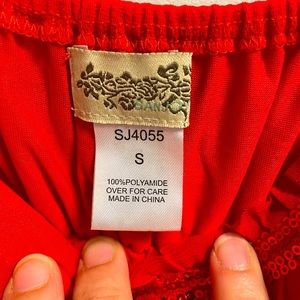 SJ4055
S
100%POLYAMIDE
OVER FOR CARE
MADE IN CHINA